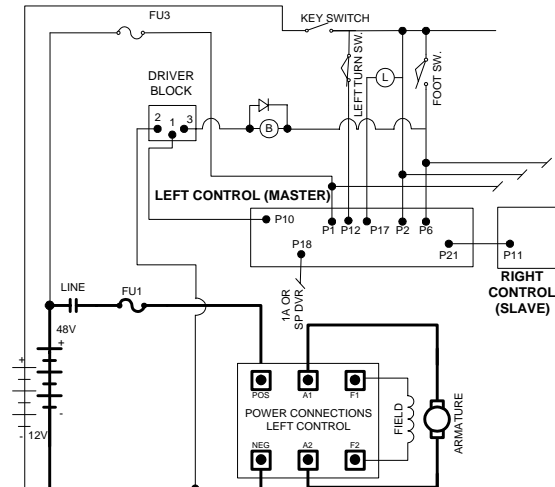 FU3
KEY SWITCH
LEFT TURN SW.
L
FOOT SW.
DRIVER
BLOCK
2
1
3
B
LEFT CONTROL (MASTER)
P10
P1
P12
P17
P2
P6
P18
P21
P11
RIGHT
CONTROL
(SLAVE)
1A OR
SP DVR
LINE
FU1
48V
+
-
+
12V
-
POS
A1
F1
POWER CONNECTIONS
LEFT CONTROL
NEG
A2
F2
FIELD
ARMATURE